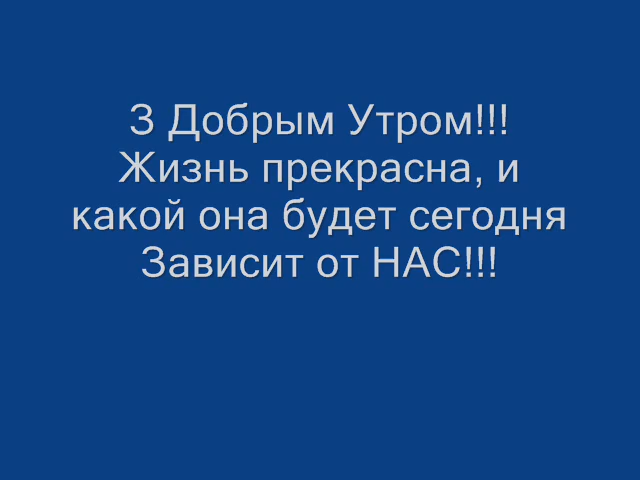 З Добрым Утром!!!
Жизнь прекрасна, и
какой она будет сегодня
Зависит от НАС!!!